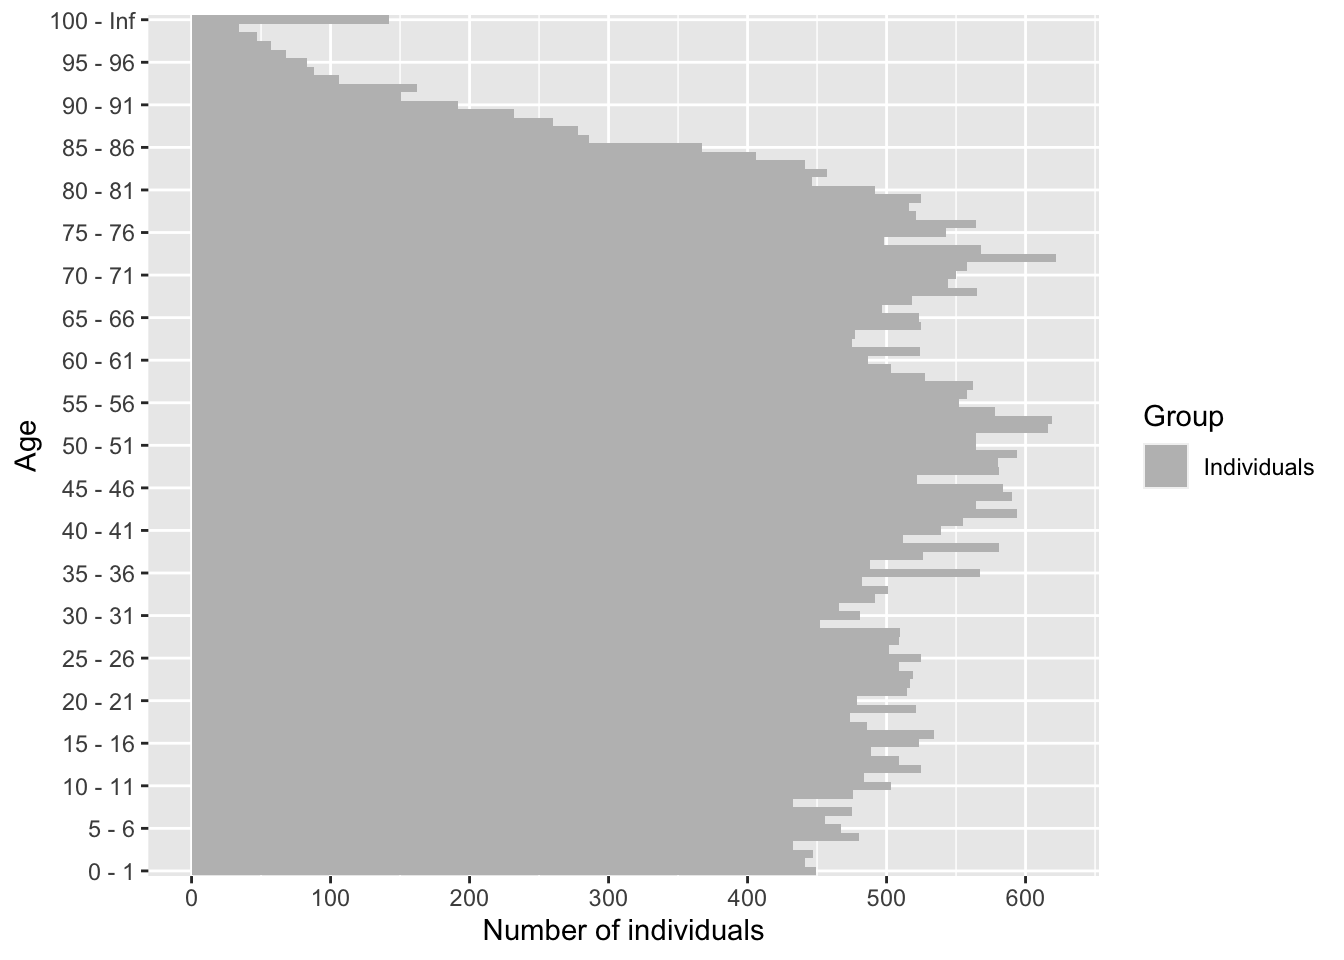 100 - Inf
95 - 96
90 - 91
85 - 86
80 - 81
75 - 76
70 - 71
65 - 66
60 - 61
55 - 56
50 - 51
45 - 46
40 - 41
35 - 36
30 - 31
25 - 26
20 - 21
15 - 16
10 - 11
5 - 6
0 - 1
Age
0 100 200 300 400 500 600
Number of individuals
Group
Individuals